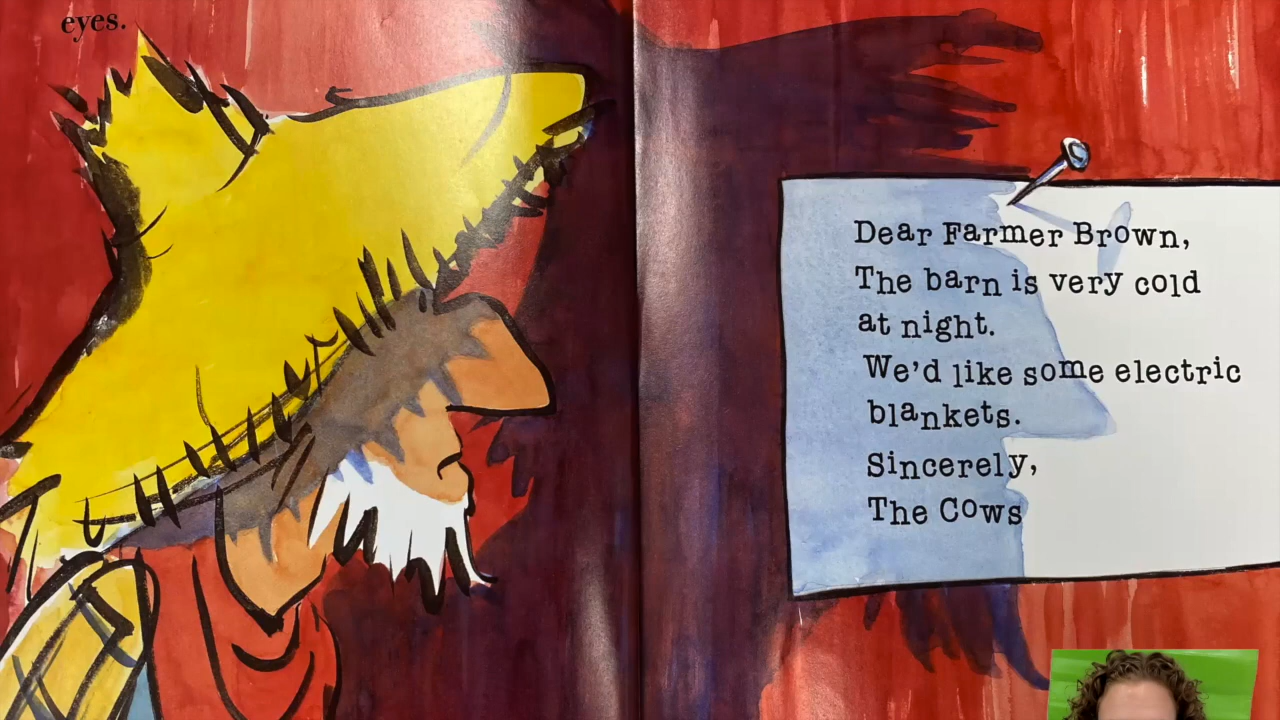 eyes.
Dear Farmer Brown,
The barn is very cold
at night.
We'd like some electric
blankets.
Sincerely,
The Cows